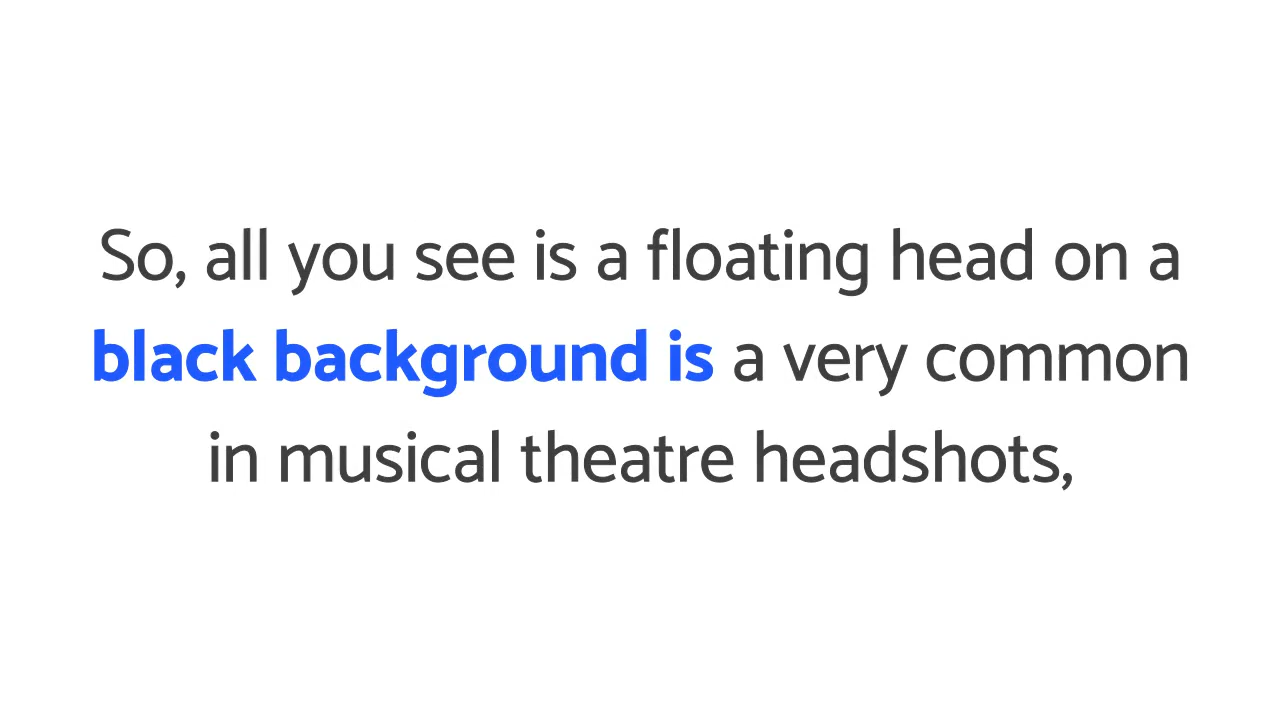 So, all you see is a floating head on a
black background is a very common
in musical theatre headshots,